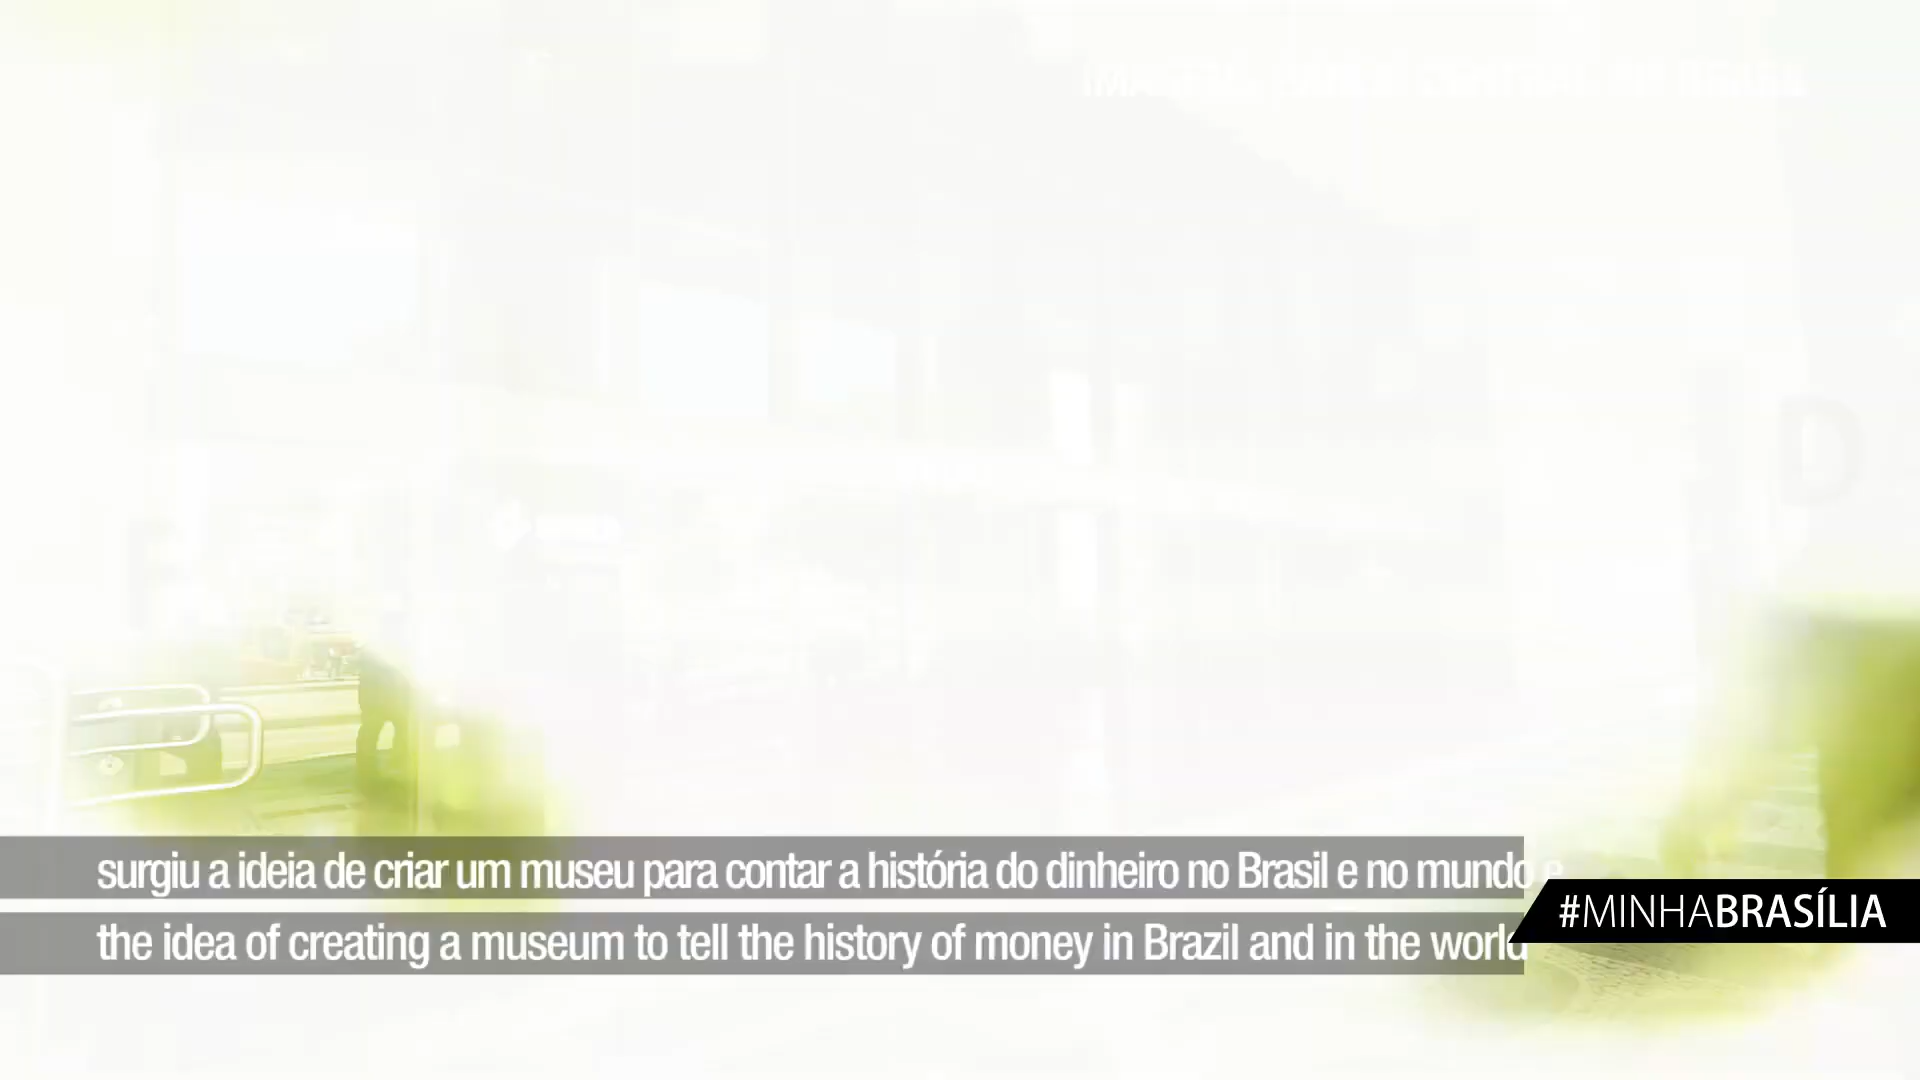 surgiu a ideia de criar um museu para contar a história do dinheiro no Brasil e no mundo e
the idea of creating a museum to tell the history of money in Brazil and in the world
#MINHABRASÍLIA